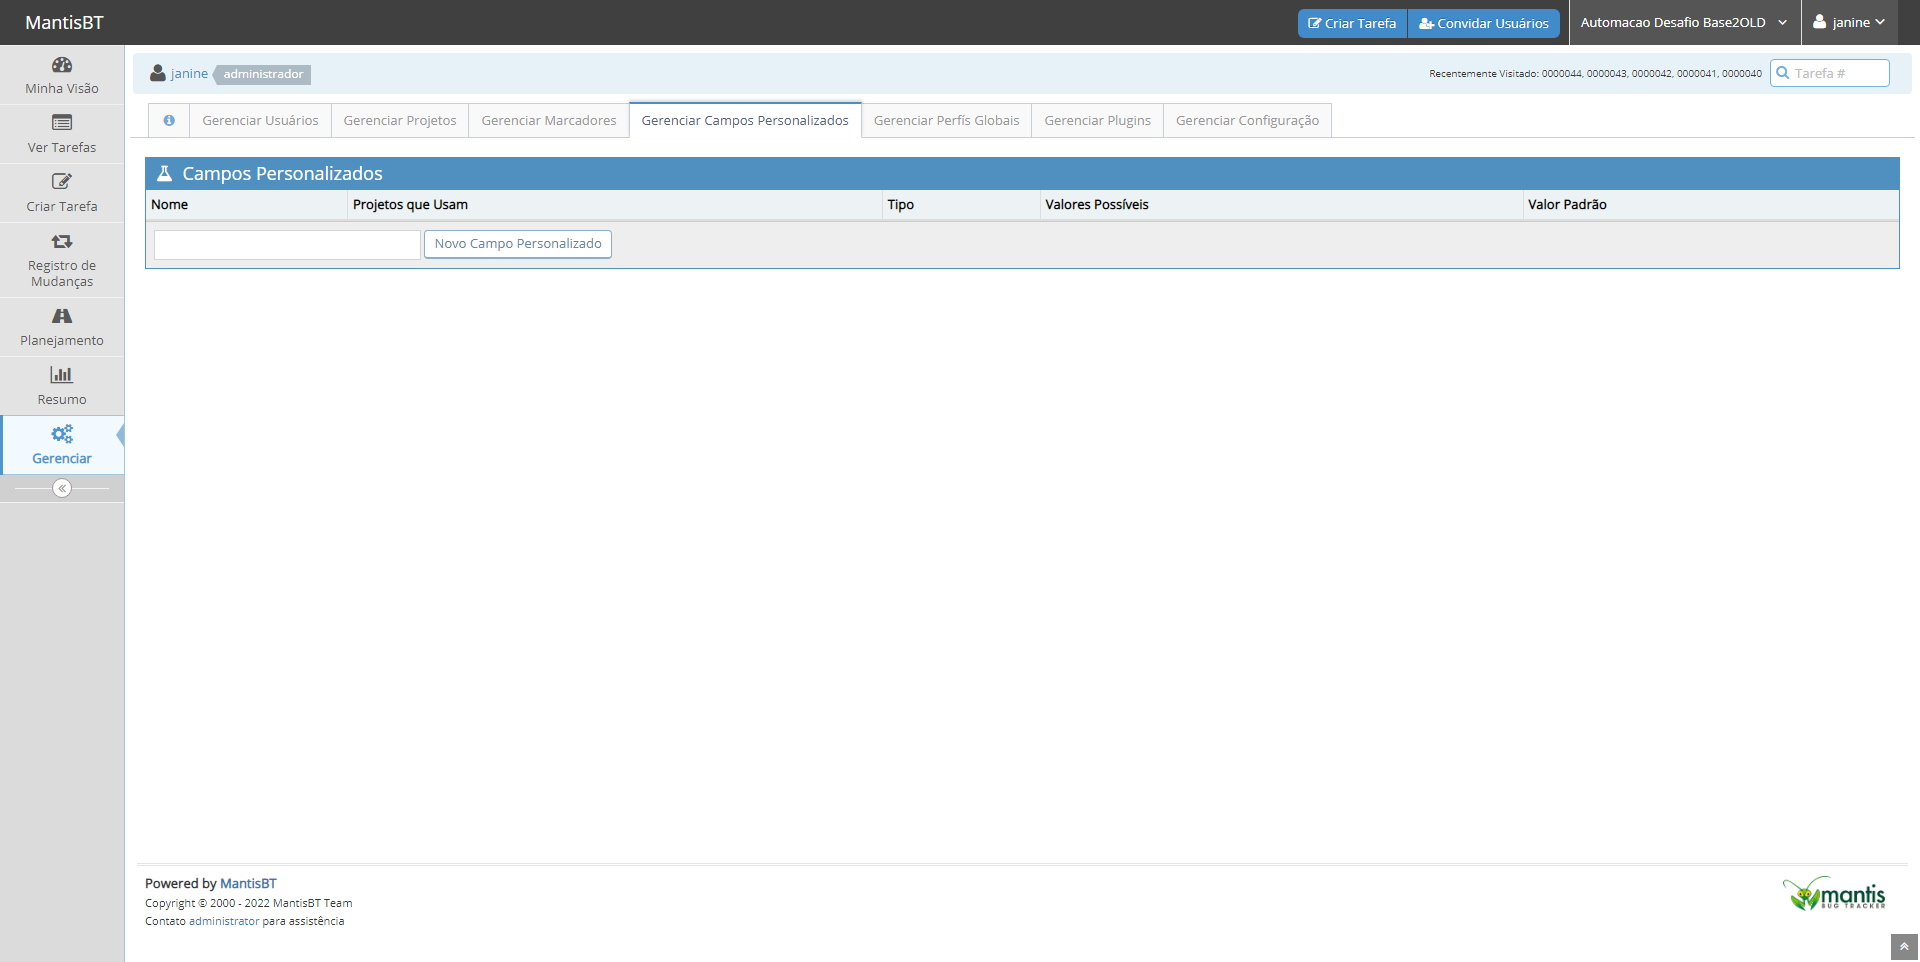 MantisBT
Criar Tarefa
Convidar Usuários
Automacao Desafio Base2OLD
janine
Minha Visão
Ver Tarefas
Criar Tarefa
Registro de
Mudanças
Planejamento
Resumo
Gerenciar
janine administrador
Recentemente Visitado: 0000044, 0000043, 0000042, 0000041, 0000040
Tarefa #
Gerenciar Usuários
Gerenciar Projetos
Gerenciar Marcadores
Gerenciar Campos Personalizados
Gerenciar Perfís Globais
Gerenciar Plugins
Gerenciar Configuração
Campos Personalizados
Nome
Projetos que Usam
Tipo
Valores Possíveis
Valor Padrão
Novo Campo Personalizado
Powered by MantisBT
Copyright © 2000 - 2022 MantisBT Team
Contato administrator para assistência
mantis
BUG TRACKER